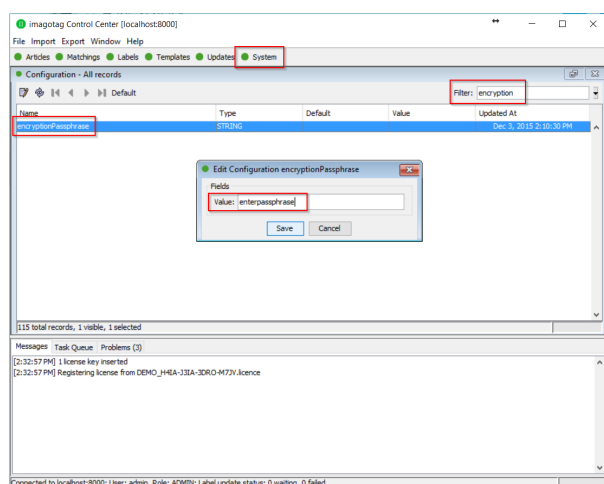 imagotag Control Center [localhost:8000]
File Import Export Window Help
Articles Matchings Labels Templates Updates System
Configuration - All records
Default Filter: encryption
Name Type Default Value Updated At
encryptionPassphrase STRING Dec 3, 2015 2:10:30 PM
Edit Configuration encryptionPassphrase
Fields
Value: enterpassphrase
Save Cancel
115 total records, 1 visible, 1 selected
Messages Task Queue Problems (3)
[2:32:57 PM] 1 license key inserted
[2:32:57 PM] Registering license from DEMO_H4IA-J3IA-3DRO-M7JV.licence
Connected to localhost:8000; User: admin, Role: ADMIN; Label update status: 0 waiting, 0 failed